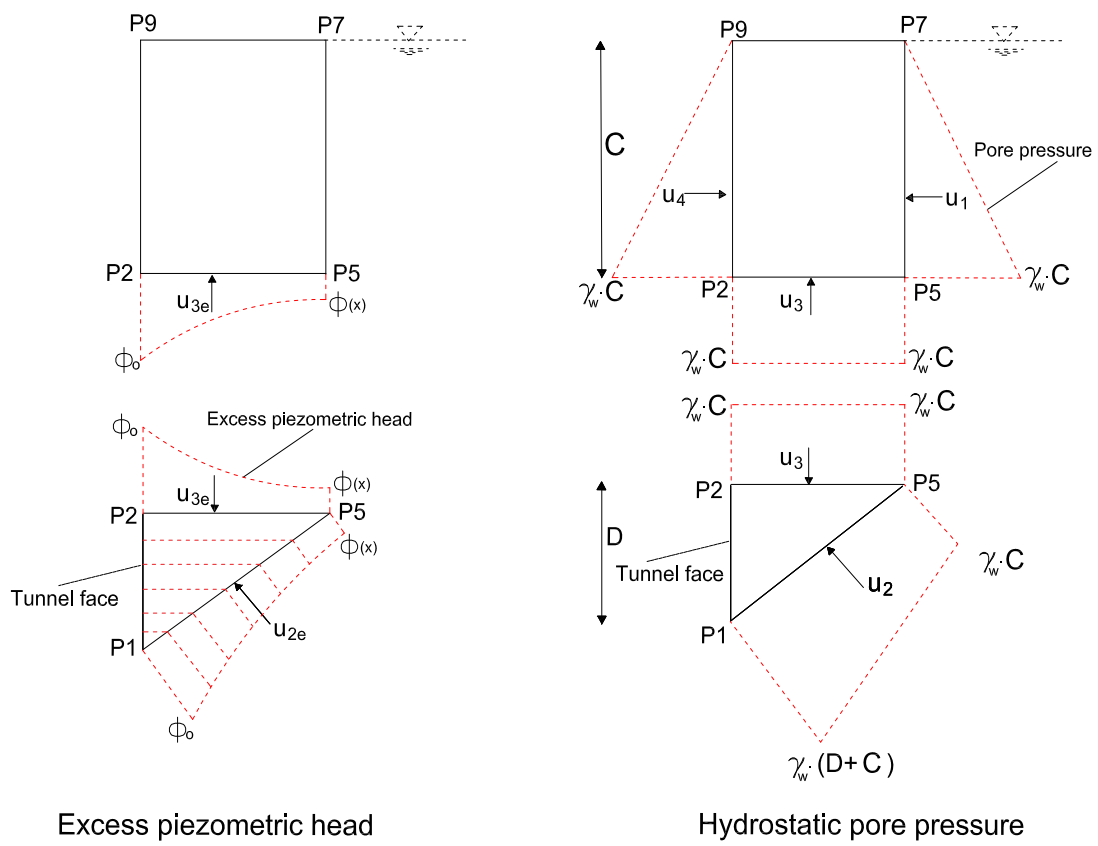 P9
P7
P2
P5
u3e
ϕ(x)
ϕo
ϕo
Excess piezometric head
u3e
ϕ(x)
P2
P5
ϕ(x)
Tunnel face
P1
u2e
ϕo
Excess piezometric head
P9
P7
C
Pore pressure
u4
u1
γw·C
P2
u3
P5
γw·C
γw·C
γw·C
γw·C
γw·C
u3
P2
P5
D
Tunnel face
γw·C
u2
P1
γw·(D+C)
Hydrostatic pore pressure